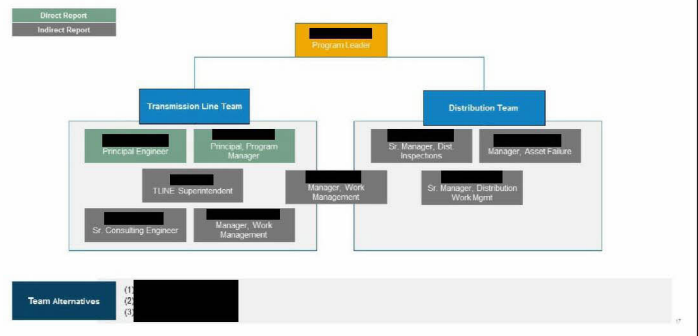 Direct Report
Indirect Report
Program Leader
Transmission Line Team
Distribution Team
Principal Engineer
Principal, Program
Manager
Sr. Manager, Dist.
Inspections
Manager, Asset Failure
TLINE Superintendent
Manager, Work
Management
Sr. Manager, Distribution
Work Mgmt
Sr. Consulting Engineer
Manager, Work
Management
Team Alternatives
(1)
(2)
(3)